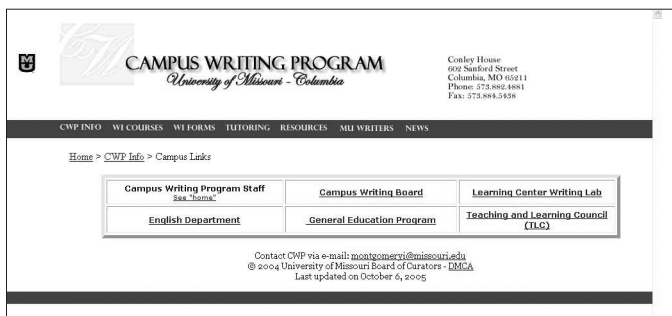 CW
MU
CAMPUS WRITING PROGRAM
University of Missouri - Columbia
Conley House
602 Sanford Street
Columbia, MO 65211
Phone: 573.882.4881
Fax: 573.884.5438
CWP INFO WI COURSES WI FORMS TUTORING RESOURCES MU WRITERS NEWS
Home > CWP Info > Campus Links
Campus Writing Program Staff
See "home"
Campus Writing Board
Learning Center Writing Lab
English Department
General Education Program
Teaching and Learning Council
(TLC)
Contact CWP via e-mail: montgomeryi@missouri.edu
© 2004 University of Missouri Board of Curators - DMCA
Last updated on October 6, 2005